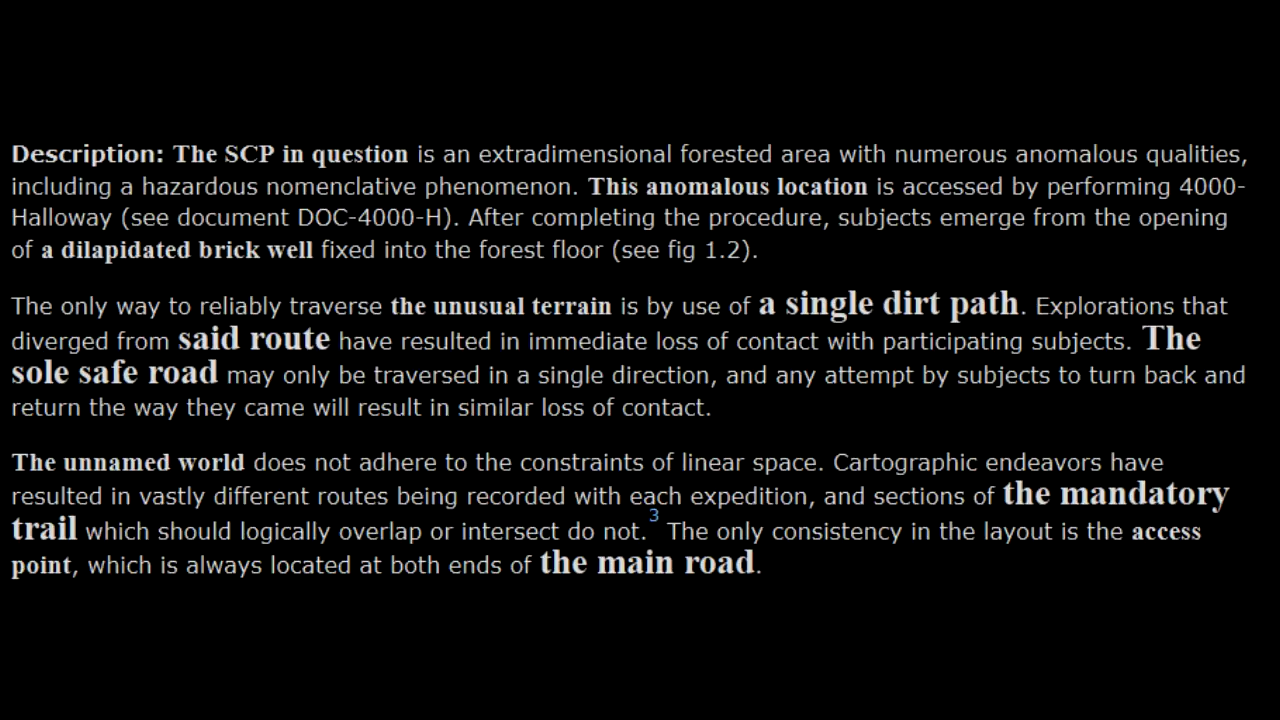 Description: The SCP in question is an extradimensional forested area with numerous anomalous qualities,
including a hazardous nomenclative phenomenon. This anomalous location is accessed by performing 4000-
Halloway (see document DOC-4000-H). After completing the procedure, subjects emerge from the opening
of a dilapidated brick well fixed into the forest floor (see fig 1.2).
The only way to reliably traverse the unusual terrain is by use of a single dirt path. Explorations that
diverged from said route have resulted in immediate loss of contact with participating subjects. The
sole safe road may only be traversed in a single direction, and any attempt by subjects to turn back and
return the way they came will result in similar loss of contact.
The unnamed world does not adhere to the constraints of linear space. Cartographic endeavors have
resulted in vastly different routes being recorded with each expedition, and sections of the mandatory
trail which should logically overlap or intersect do not.3 The only consistency in the layout is the access
point, which is always located at both ends of the main road.